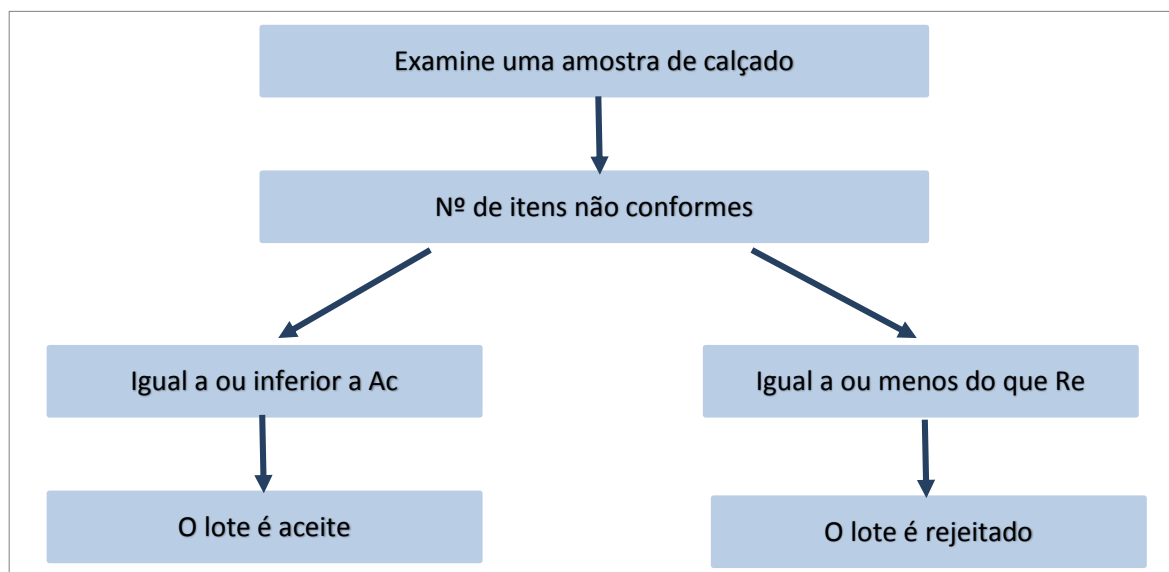 Examine uma amostra de calçado
Nº de itens não conformes
Igual a ou inferior a Ac
Igual a ou menos do que Re
O lote é aceite
O lote é rejeitado